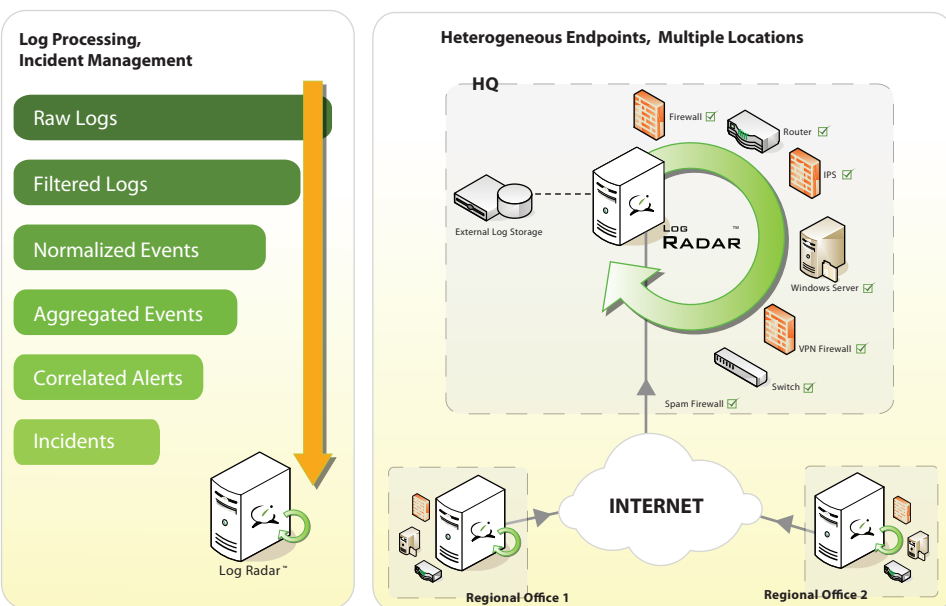 Log Processing,
Incident Management
Raw Logs
Filtered Logs
Normalized Events
Aggregated Events
Correlated Alerts
Incidents
Log Radar™
Heterogeneous Endpoints, Multiple Locations
HQ
Firewall
Router
IPS
External Log Storage
LOG ™
RADAR
Windows Server
VPN Firewall
Switch
Spam Firewall
INTERNET
Regional Office 1
Regional Office 2